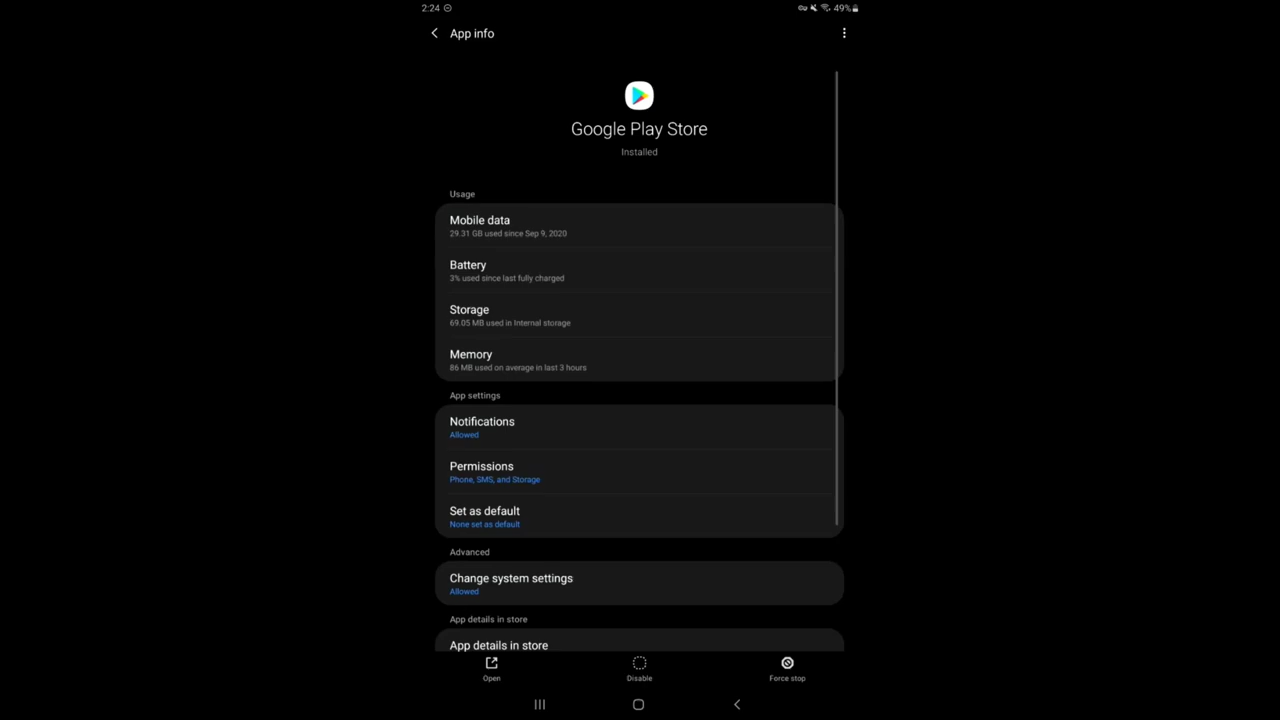 2:24
49%
App info
Google Play Store
Installed
Usage
Mobile data
29.31 GB used since Sep 9, 2020
Battery
3% used since last fully charged
Storage
69.05 MB used in Internal storage
Memory
86 MB used on average in last 3 hours
App settings
Notifications
Allowed
Permissions
Phone, SMS, and Storage
Set as default
None set as default
Advanced
Change system settings
Allowed
App details in store
App details in store
Open
Disable
Force stop